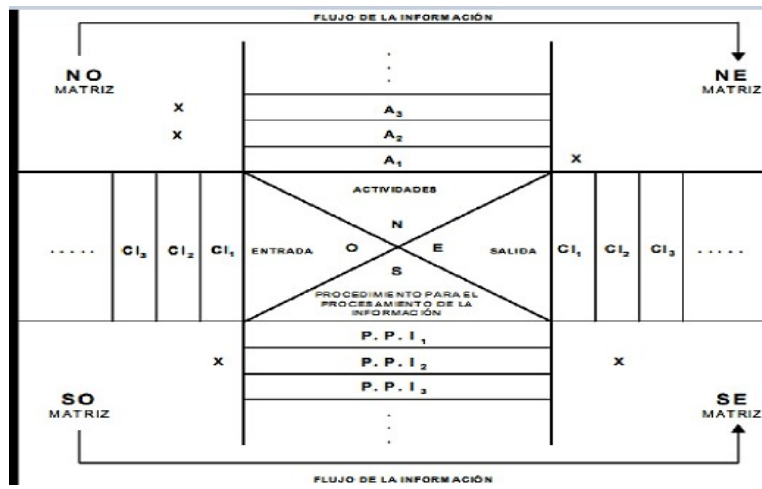 FLUJO DE LA INFORMACIÓN
NO
MATRIZ
NE
MATRIZ
.
.
.
X
A3
X
A2
A1
X
ACTIVIDADES
N
..... CI3 CI2 CI1 ENTRADA O E SALIDA CI1 CI2 CI3 .....
S
PROCEDIMIENTO PARA EL
PROCESAMIENTO DE LA
INFORMACIÓN
P. P. I 1
X P. P. I 2 X
P. P. I 3
SO
MATRIZ
SE
MATRIZ
.
.
.
FLUJO DE LA INFORMACIÓN